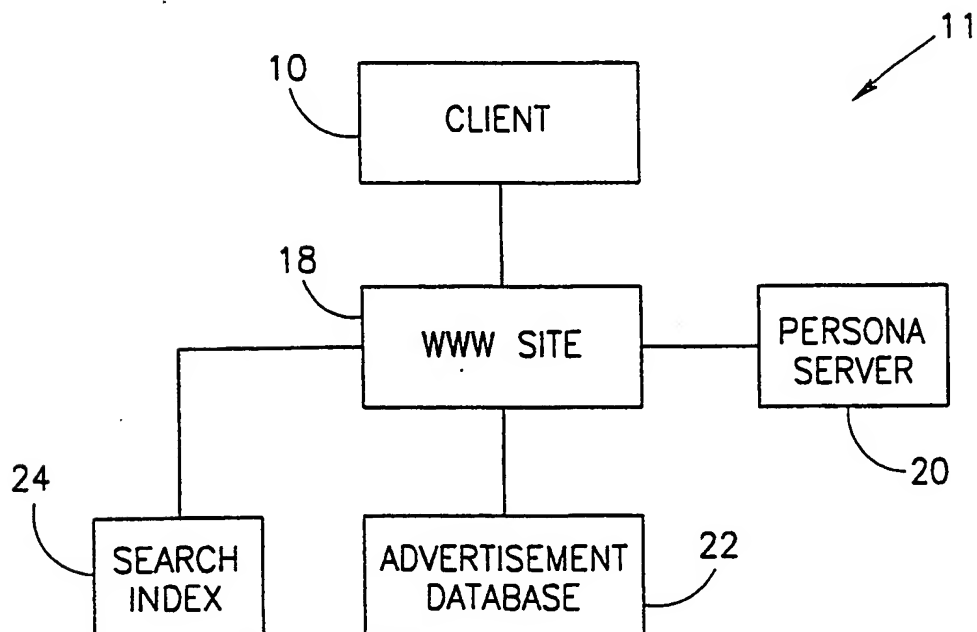 11
10
CLIENT
18
WWW SITE
PERSONA
SERVER
20
24
SEARCH
INDEX
ADVERTISEMENT
DATABASE
22